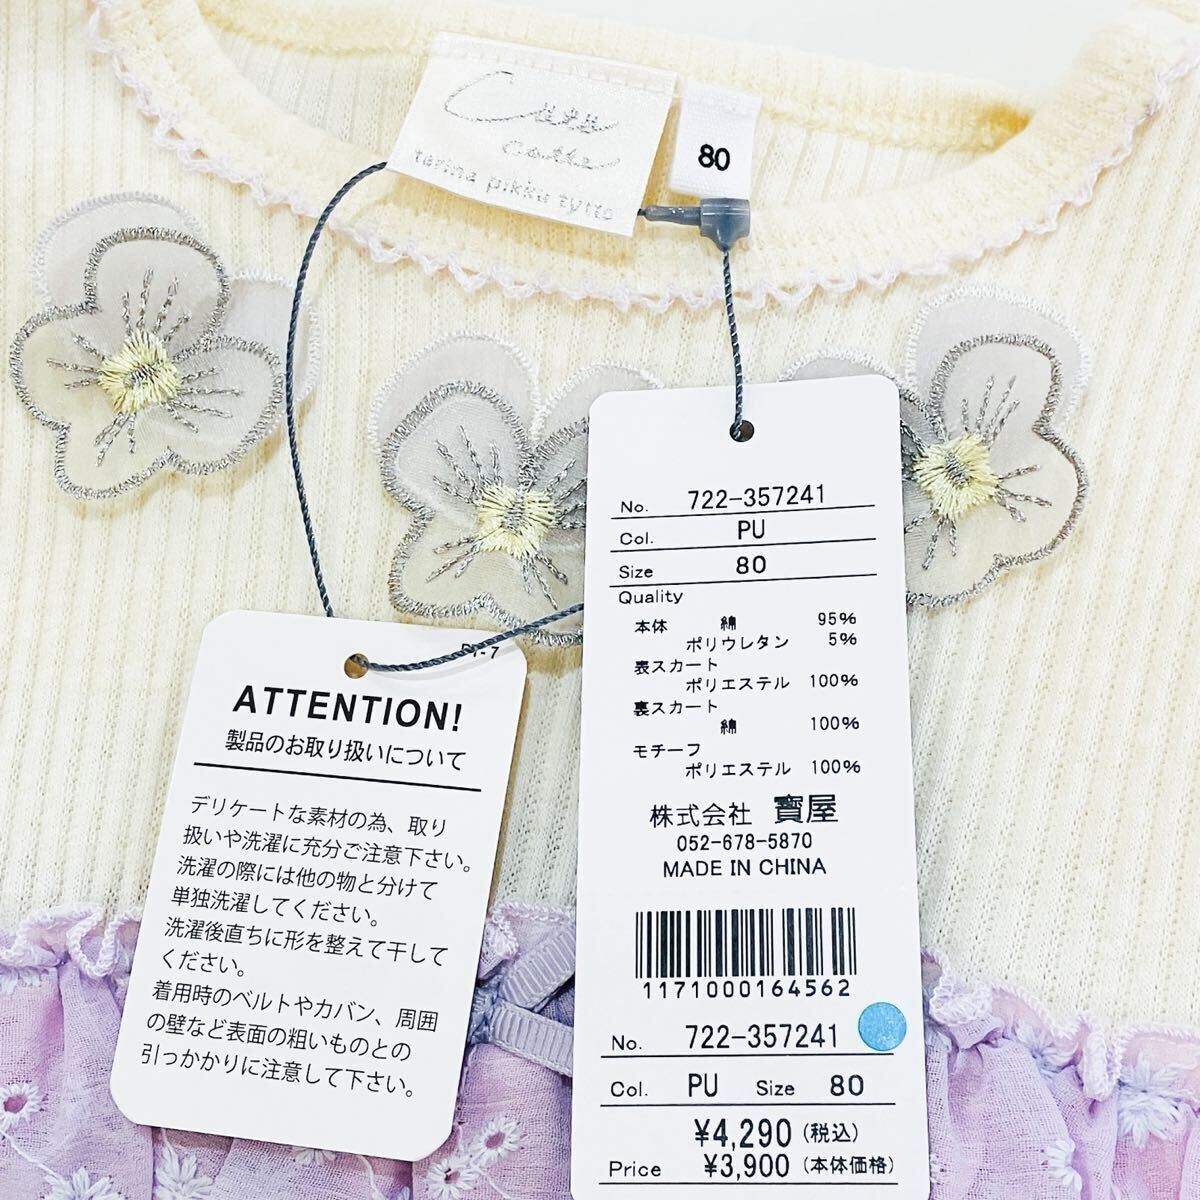 tarina pikku tytto
80
No. 722-357241
Col. PU
Size 80
Quality
本体 綿 95%
ポリウレタン 5%
表スカート
ポリエステル 100%
裏スカート
綿 100%
モチーフ
ポリエステル 100%
株式会社 寶屋
052-678-5870
MADE IN CHINA
1171000164562
No. 722-357241
Col. PU Size 80
¥4,290 (税込)
Price ¥3,900 (本体価格)
ATTENTION!
製品のお取り扱いについて
デリケートな素材の為、取り
扱いや洗濯に充分ご注意下さい。
洗濯の際には他の物と分けて
単独洗濯してください。
洗濯後直ちに形を整えて干して
ください。
着用時のベルトやカバン、周囲
の壁など表面の粗いものとの
引っかかりに注意して下さい。